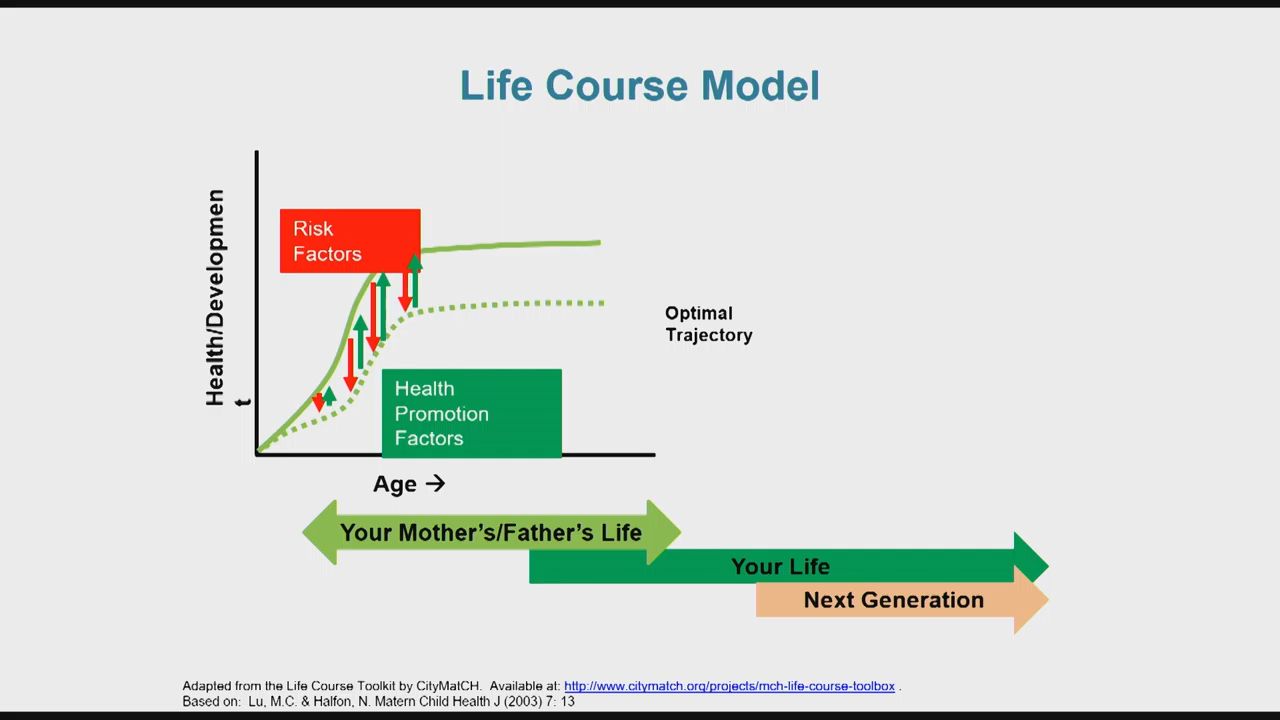 Life Course Model
Health/Developmen
t
Risk
Factors
Optimal
Trajectory
Health
Promotion
Factors
Age →
Your Mother's/Father's Life
Your Life
Next Generation
Adapted from the Life Course Toolkit by CityMatCH. Available at: http://www.citymatch.org/projects/mch-life-course-toolbox .
Based on: Lu, M.C. & Halfon, N. Matern Child Health J (2003) 7: 13